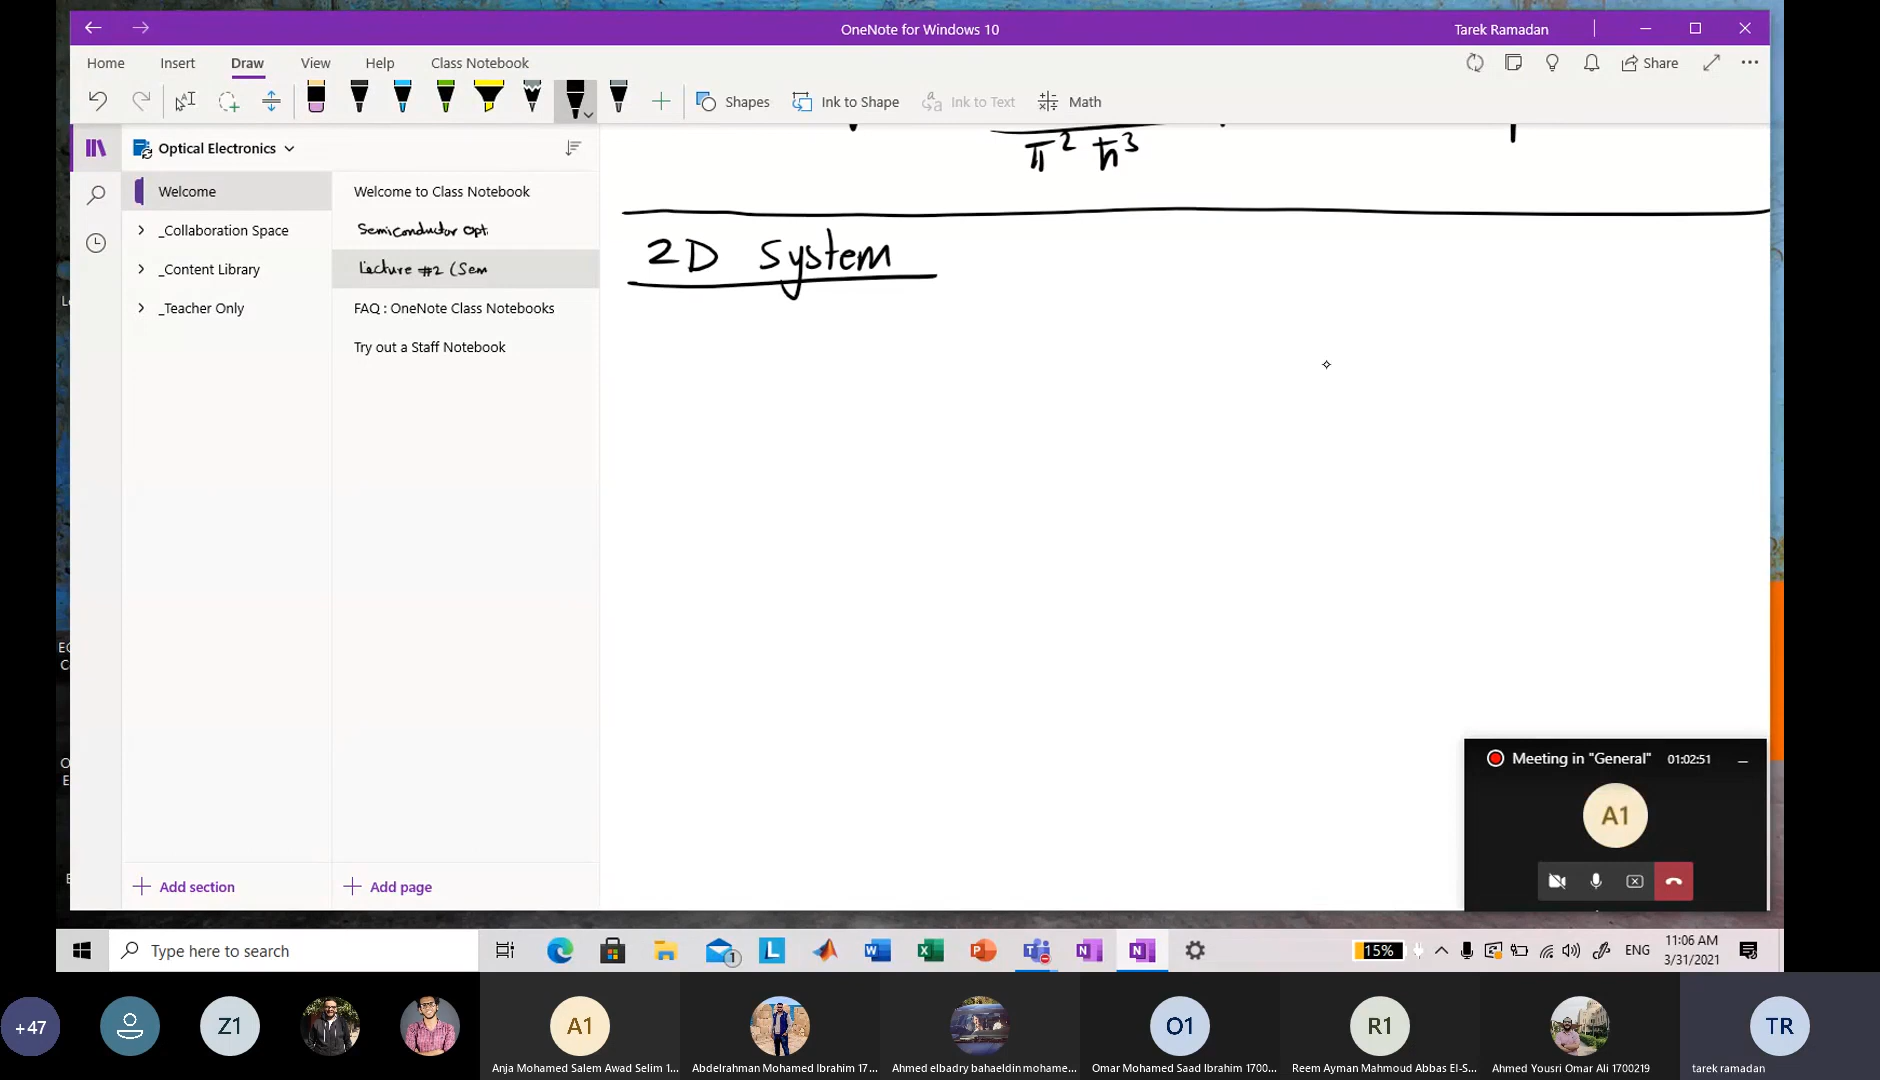 OneNote for Windows 10
Tarek Ramadan
Home Insert Draw View Help Class Notebook
Share
Shapes Ink to Shape Ink to Text Math
Optical Electronics
Welcome
_Collaboration Space
_Content Library
_Teacher Only
Welcome to Class Notebook
Semiconductor Opt
Lecture #2 (Sem
FAQ : OneNote Class Notebooks
Try out a Staff Notebook
π² ħ³
2D System
Add section
Add page
Meeting in "General" 01:02:51
A1
Type here to search
1
15%
ENG
11:06 AM
3/31/2021
+47
Z1
A1
O1
R1
TR
Anja Mohamed Salem Awad Selim 1...
Abdelrahman Mohamed Ibrahim 17...
Ahmed elbadry bahaeldin mohame...
Omar Mohamed Saad Ibrahim 1700...
Reem Ayman Mahmoud Abbas El-S...
Ahmed Yousri Omar Ali 1700219
tarek ramadan